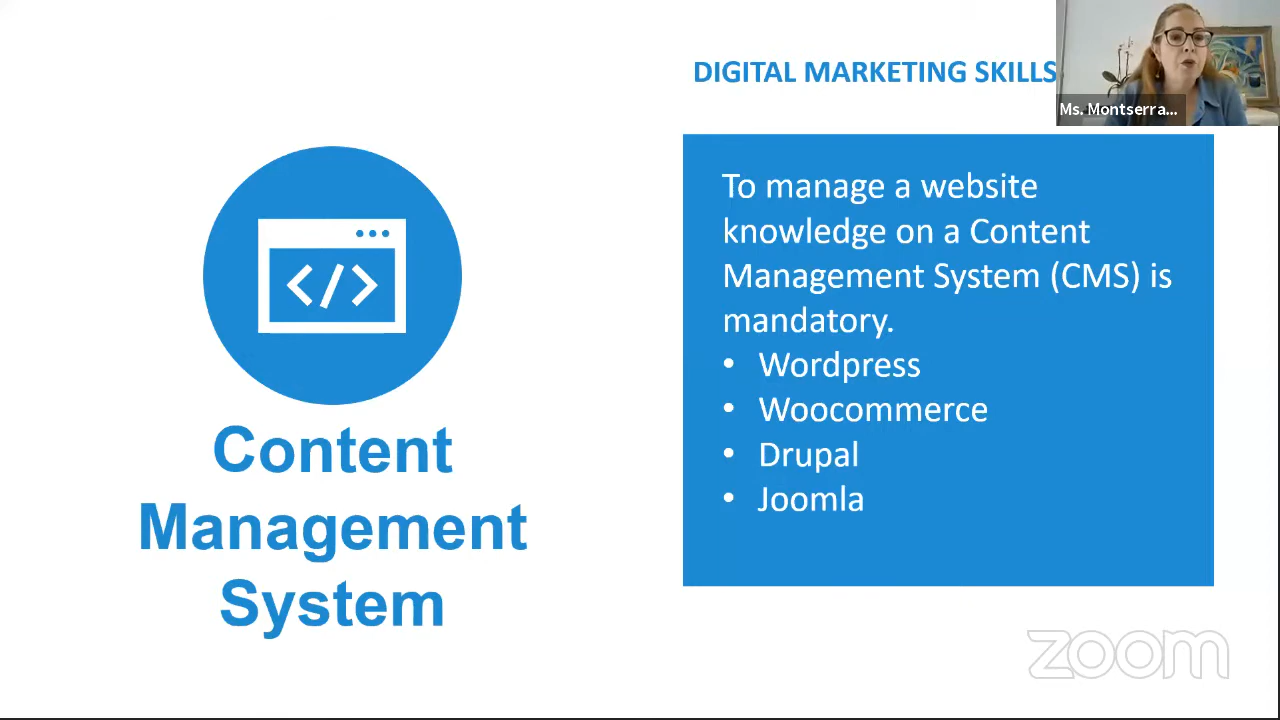 DIGITAL MARKETING SKILLS
Ms. Montserra...
To manage a website
knowledge on a Content
Management System (CMS) is
mandatory.
• Wordpress
• Woocommerce
• Drupal
• Joomla
</>
Content
Management
System
zoom